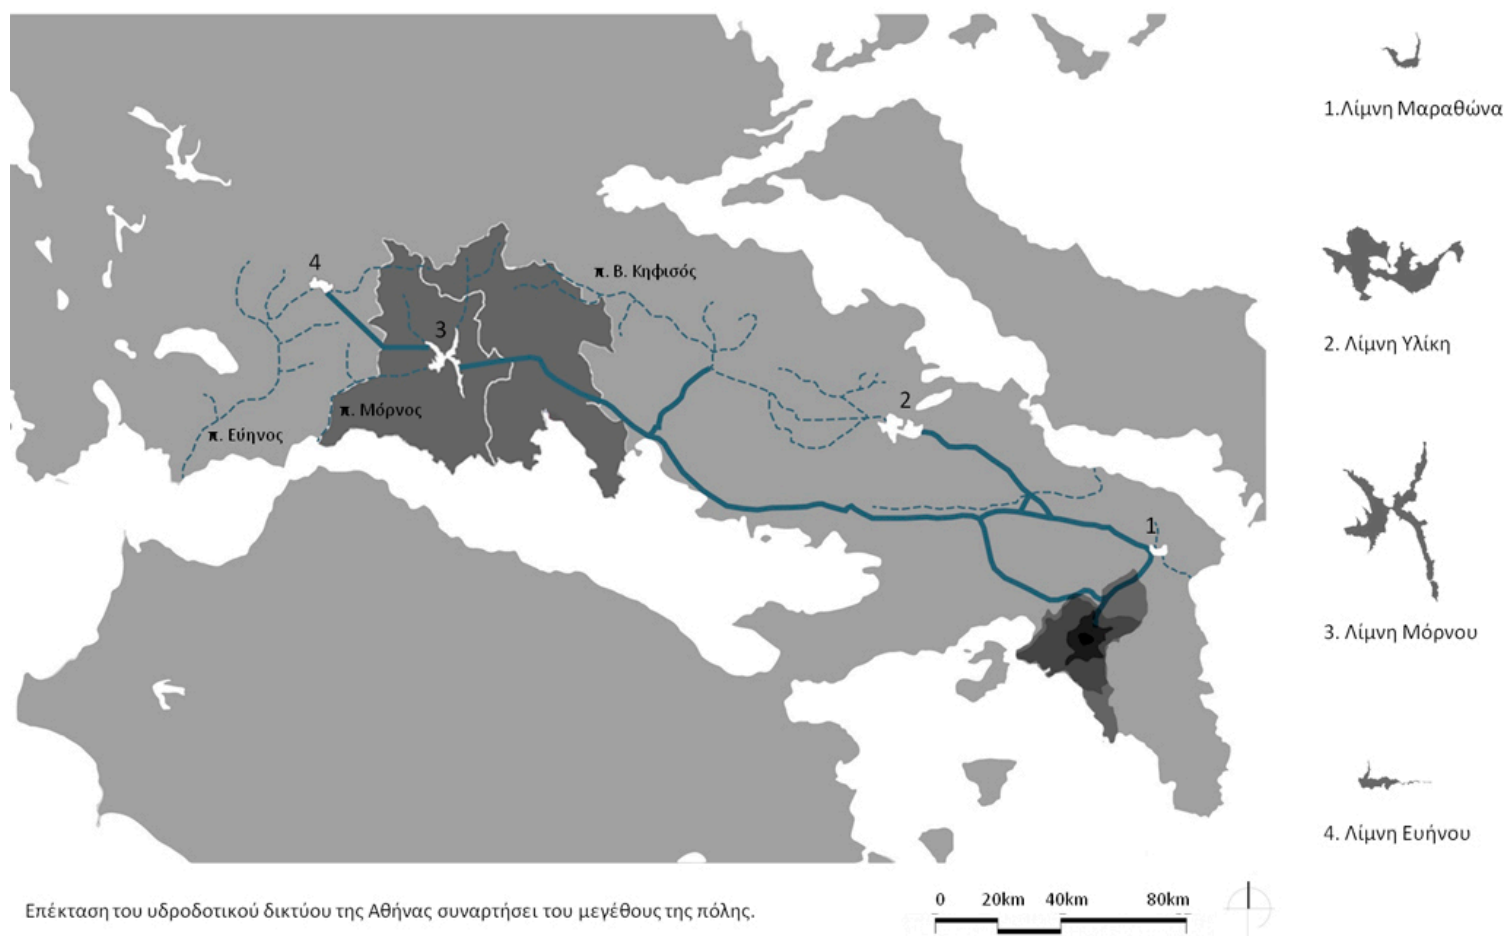 1.Λίμνη Μαραθώνα
4
π. Β. Κηφισός
3
2. Λίμνη Υλίκη
2
π. Μόρνος
π. Εύηνος
1
3. Λίμνη Μόρνου
4. Λίμνη Ευήνου
0 20km 40km 80km
Επέκταση του υδροδοτικού δικτύου της Αθήνας συναρτήσει του μεγέθους της πόλης.